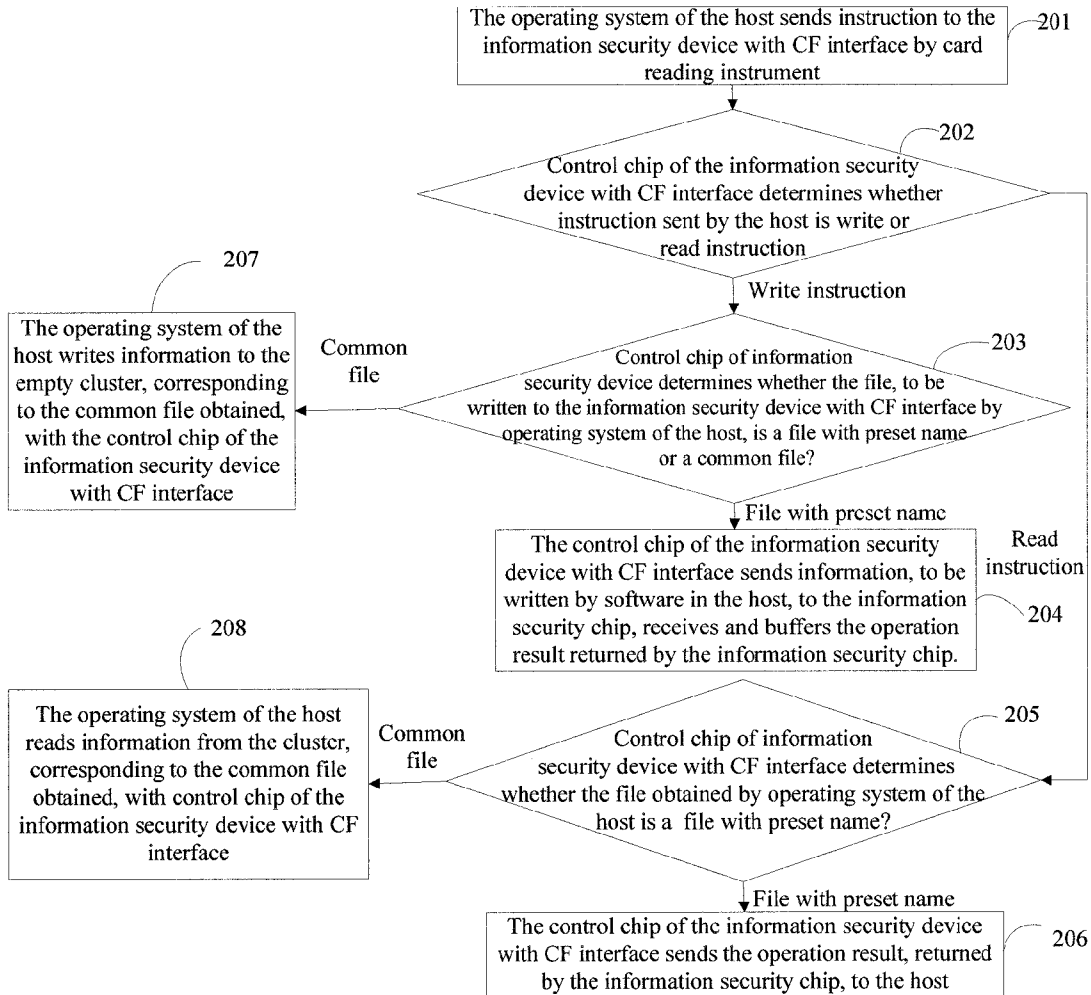 The operating system of the host sends instruction to the
information security device with CF interface by card
reading instrument
201
202
Control chip of the information security
device with CF interface determines whether
instruction sent by the host is write or
read instruction
Write instruction
207
The operating system of the
host writes information to the
empty cluster, corresponding
to the common file obtained,
with the control chip of the
information security device
with CF interface
Common
file
203
Control chip of information
security device determines whether the file, to be
written to the information security device with CF interface by
operating system of the host, is a file with preset name
or a common file?
File with preset name
Read
instruction
The control chip of the information security
device with CF interface sends information, to be
written by software in the host, to the information
security chip, receives and buffers the operation
result returned by the information security chip.
204
208
The operating system of the host
reads information from the cluster,
corresponding to the common file
obtained, with control chip of the
information security device with CF
interface
Common
file
205
Control chip of information
security device with CF interface determines
whether the file obtained by operating system of the
host is a file with preset name?
File with preset name
The control chip of the information security device
with CF interface sends the operation result, returned
by the information security chip, to the host
206